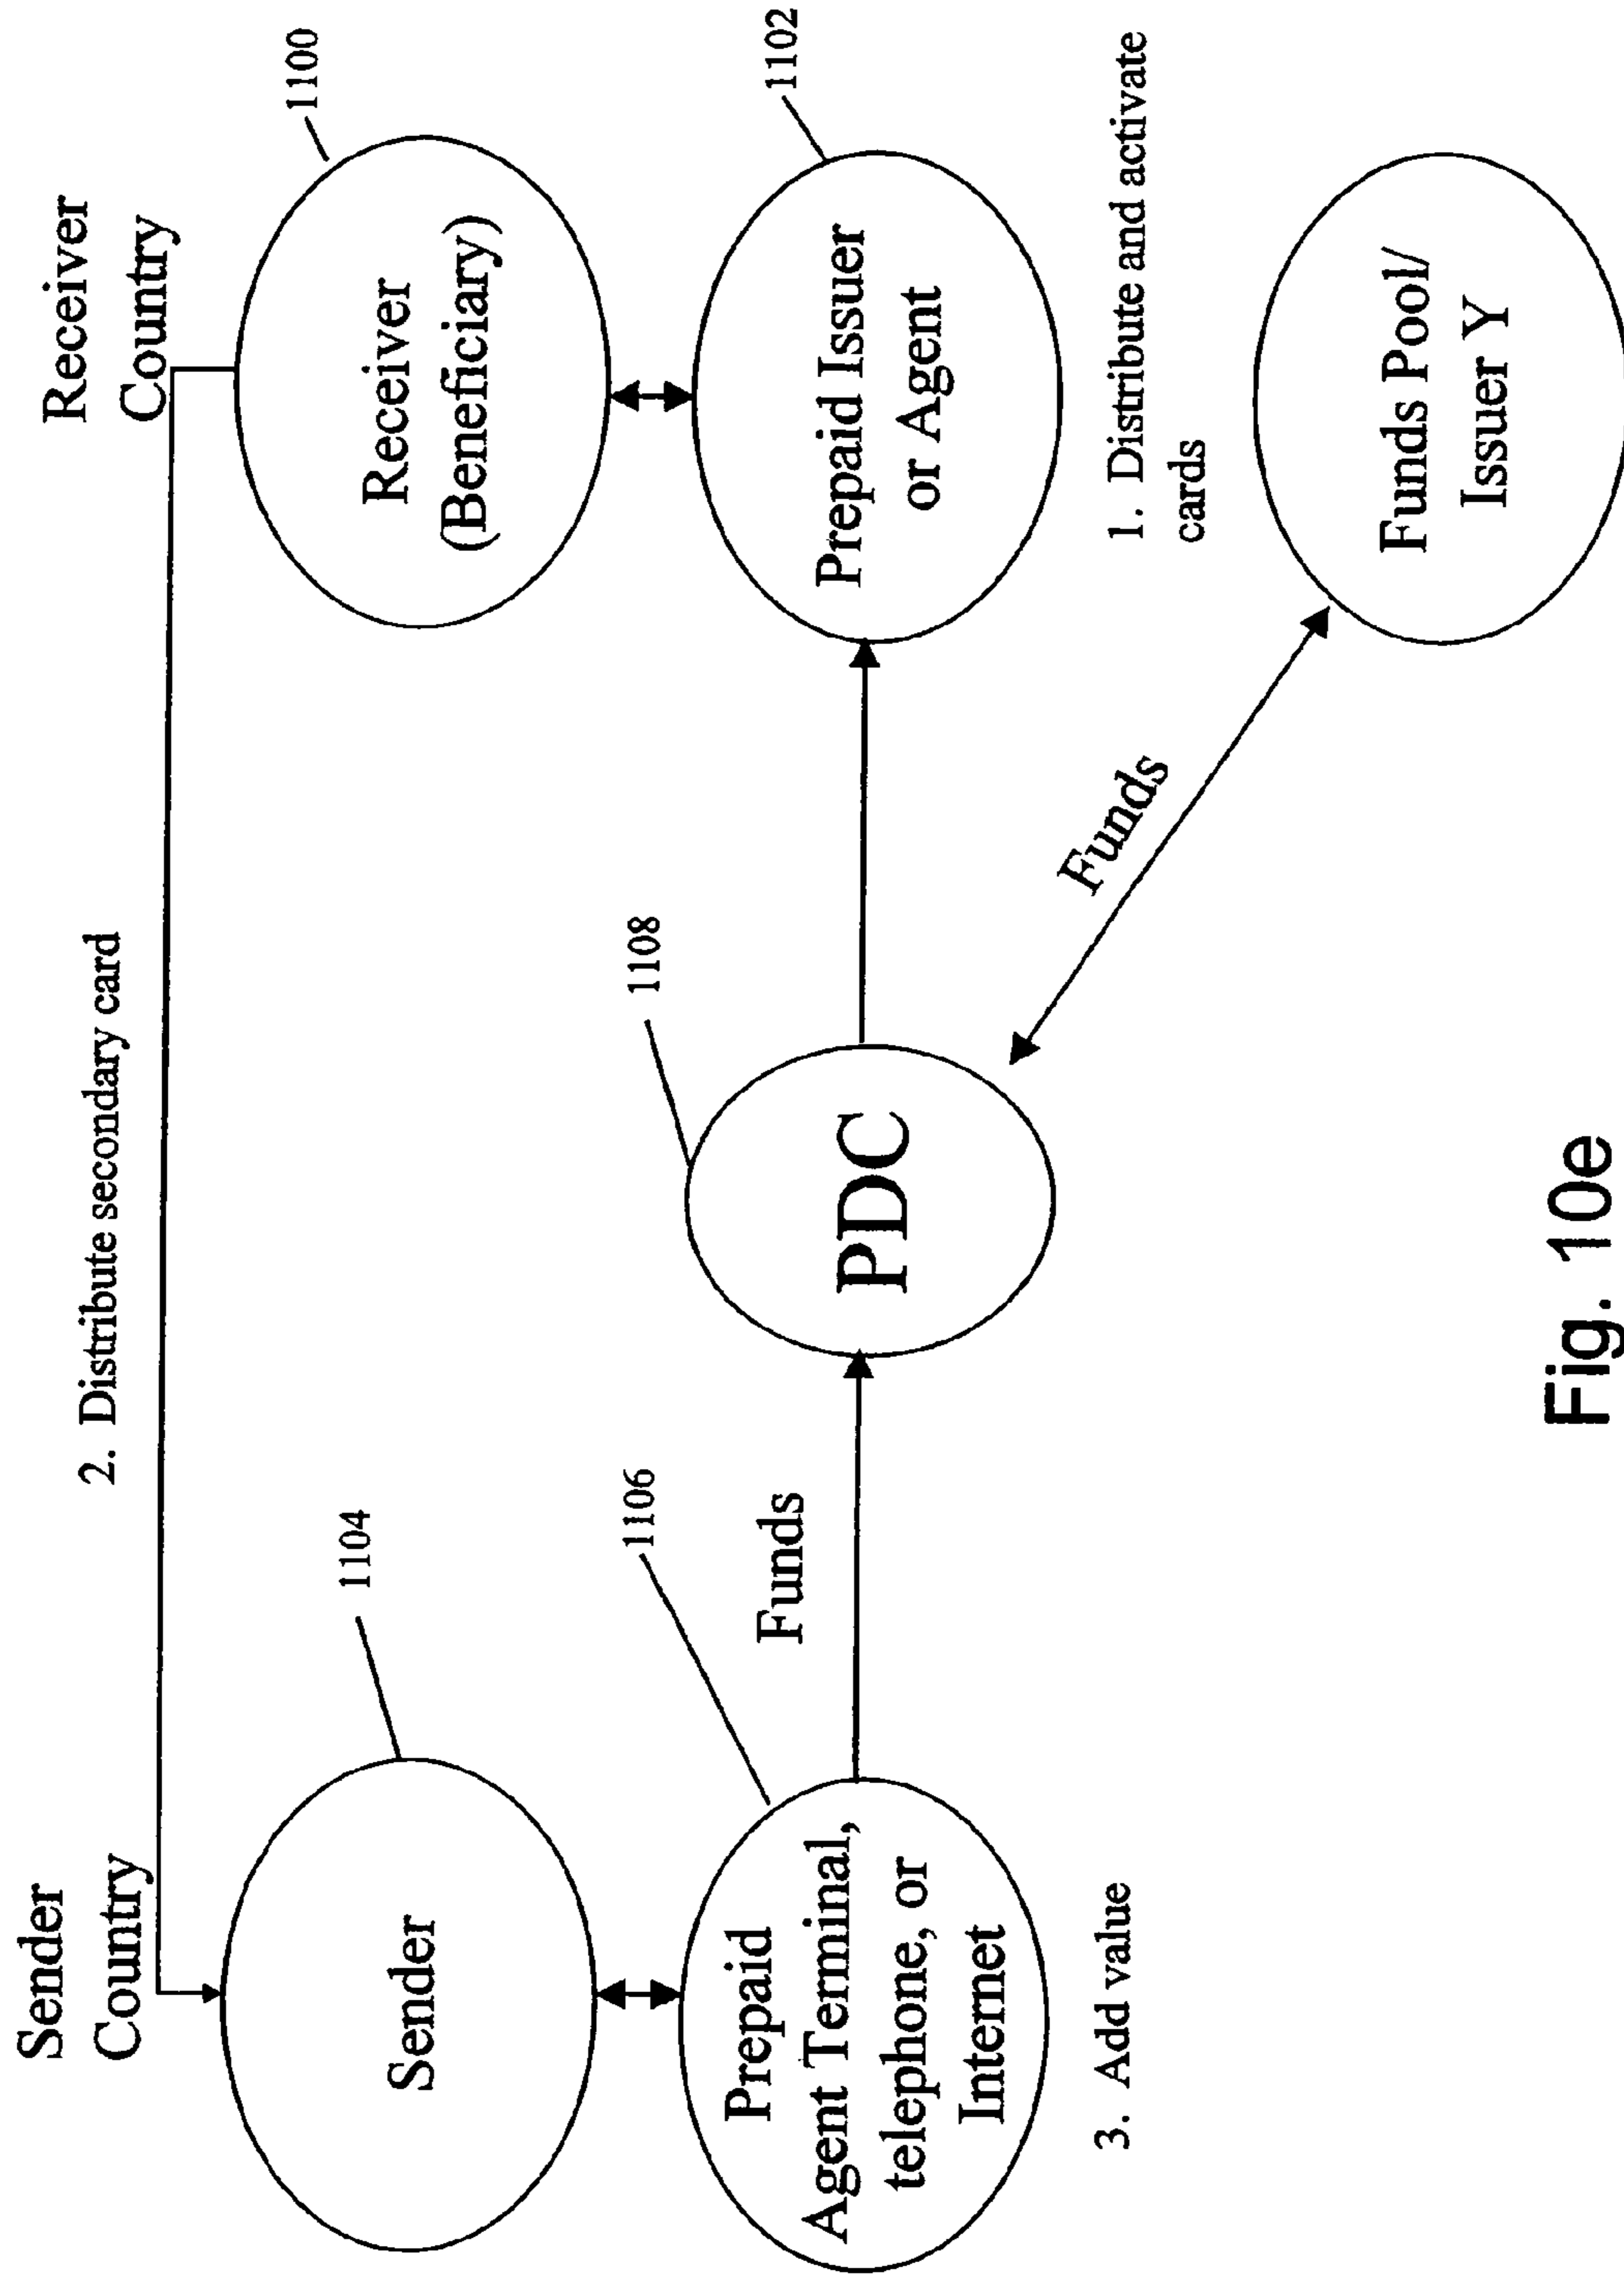 Sender
Country
2. Distribute secondary card
Receiver
Country
1104
1100
Sender
Receiver
(Beneficiary)
1106
1108
1102
Prepaid
Agent Terminal,
telephone, or
Internet
Funds
PDC
Prepaid Issuer
or Agent
3. Add value
Funds
1. Distribute and activate
cards
Funds Pool/
Issuer Y
Fig. 10e